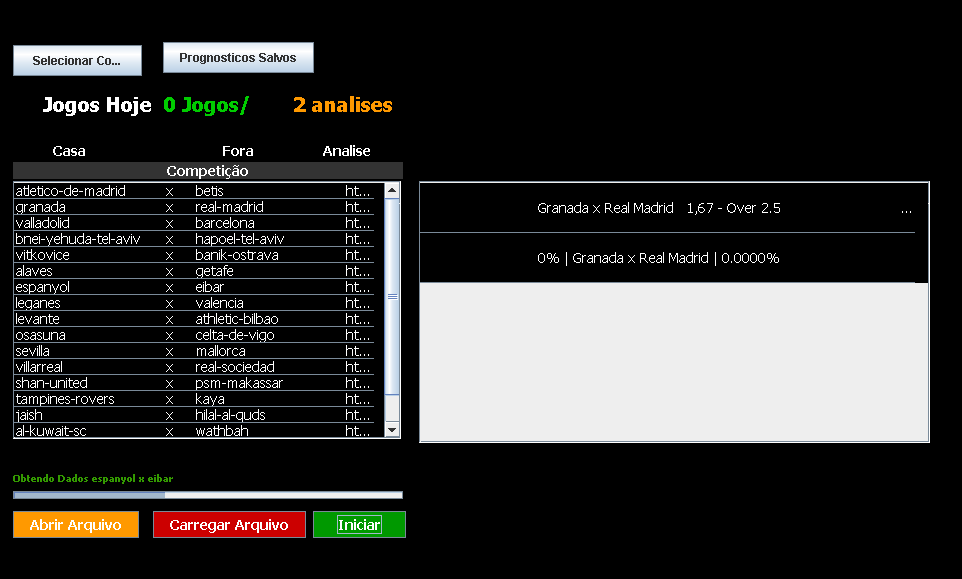 Selecionar Co...
Prognosticos Salvos
Jogos Hoje 0 Jogos/ 2 analises
Casa Fora Analise
Competição
atletico-de-madrid x betis ht...
granada x real-madrid ht...
valladolid x barcelona ht...
bnei-yehuda-tel-aviv x hapoel-tel-aviv ht...
vitkovice x banik-ostrava ht...
alaves x getafe ht...
espanyol x eibar ht...
leganes x valencia ht...
levante x athletic-bilbao ht...
osasuna x celta-de-vigo ht...
sevilla x mallorca ht...
villarreal x real-sociedad ht...
shan-united x psm-makassar ht...
tampines-rovers x kaya ht...
jaish x hilal-al-quds ht...
al-kuwait-sc x wathbah ht...
Granada x Real Madrid 1,67 - Over 2.5 ...
0% | Granada x Real Madrid | 0.0000%
Obtendo Dados espanyol x eibar
Abrir Arquivo
Carregar Arquivo
Iniciar